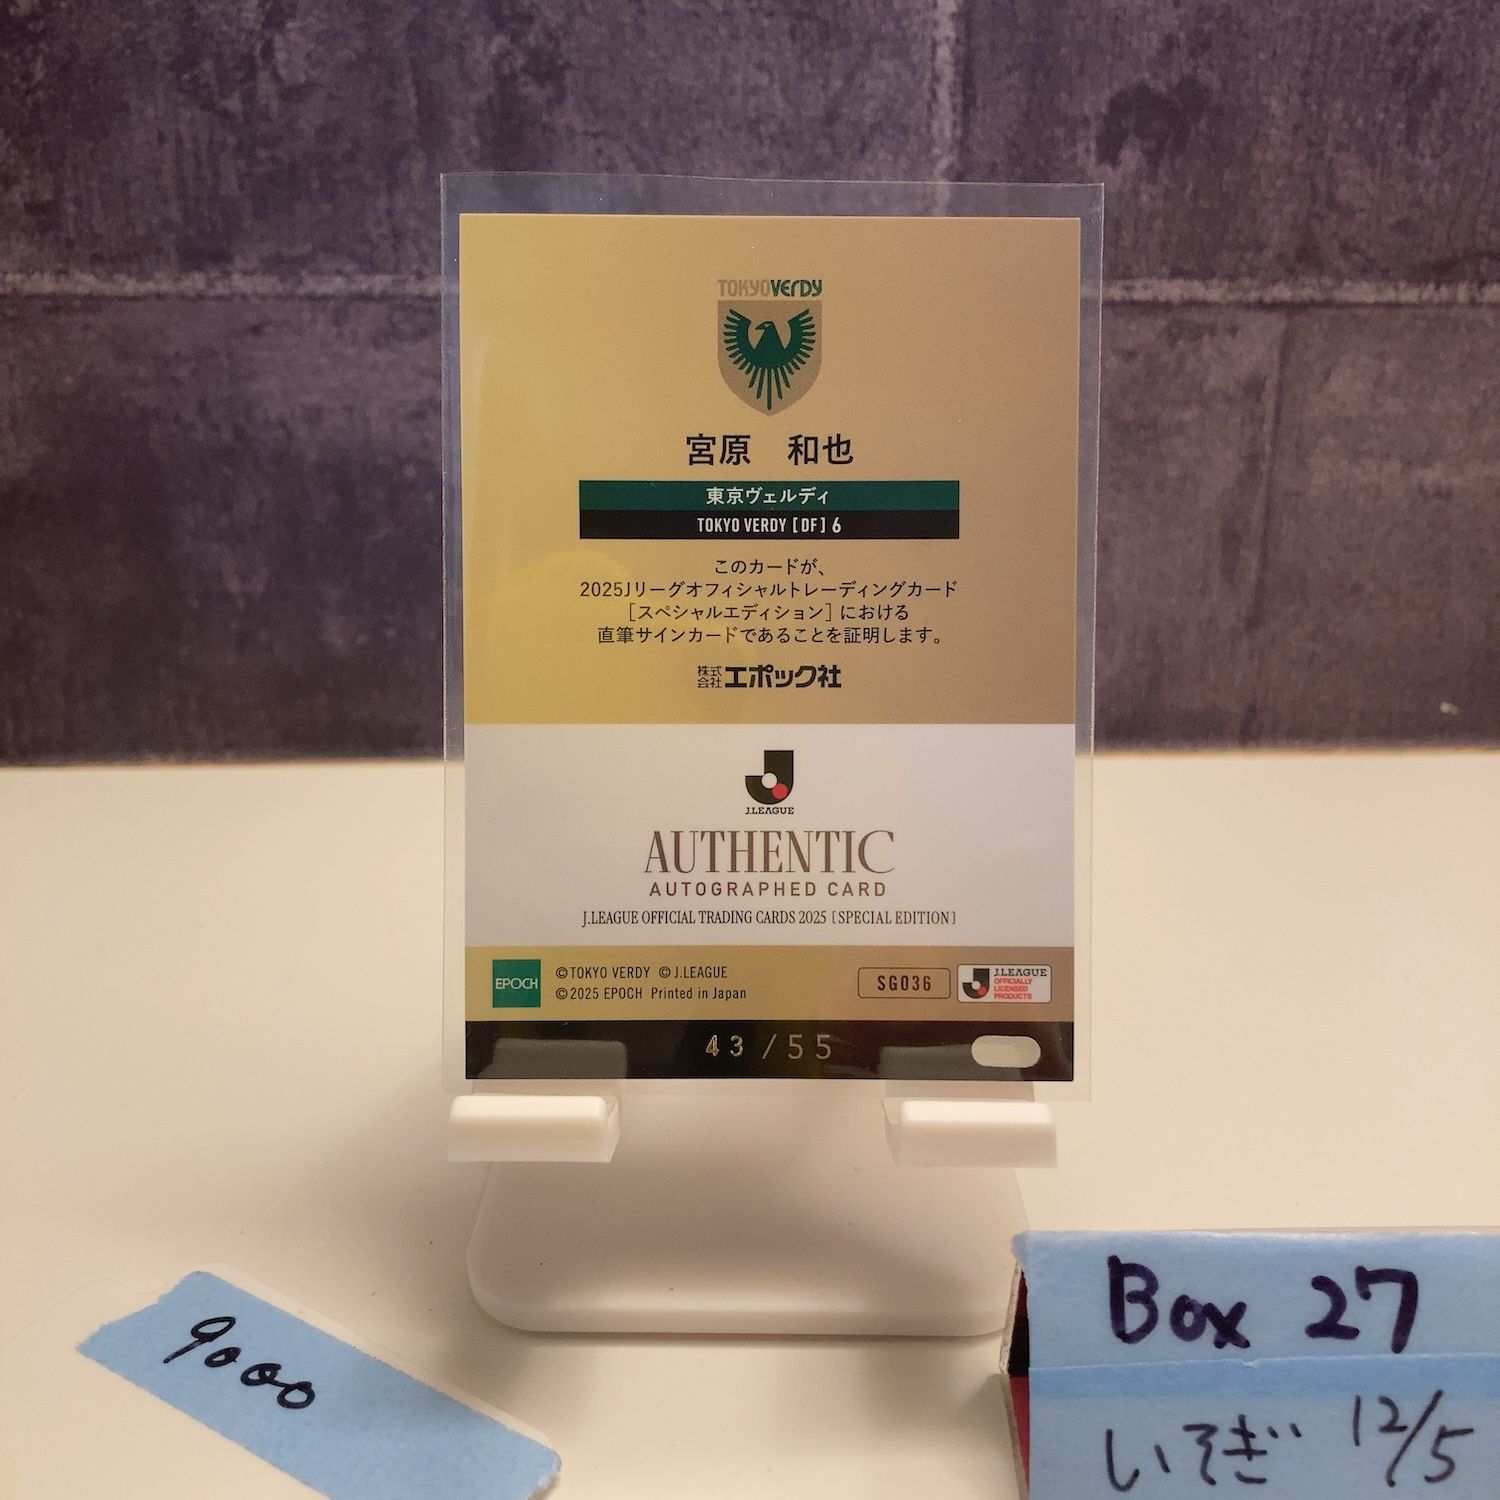 TOKYO VERDY
宮原 和也
東京ヴェルディ
TOKYO VERDY [DF] 6
このカードが、
2025Jリーグオフィシャルトレーディングカード
[スペシャルエディション] における
直筆サインカードであることを証明します。
株式会社エポック社
J.LEAGUE
AUTHENTIC
AUTOGRAPHED CARD
J.LEAGUE OFFICIAL TRADING CARDS 2025 [SPECIAL EDITION]
EPOCH
©TOKYO VERDY ©J.LEAGUE
©2025 EPOCH Printed in Japan
SG036
J.LEAGUE
OFFICIALLY
LICENSED
PRODUCTS
43/55
9000
Box 27
いそぎ 12/5